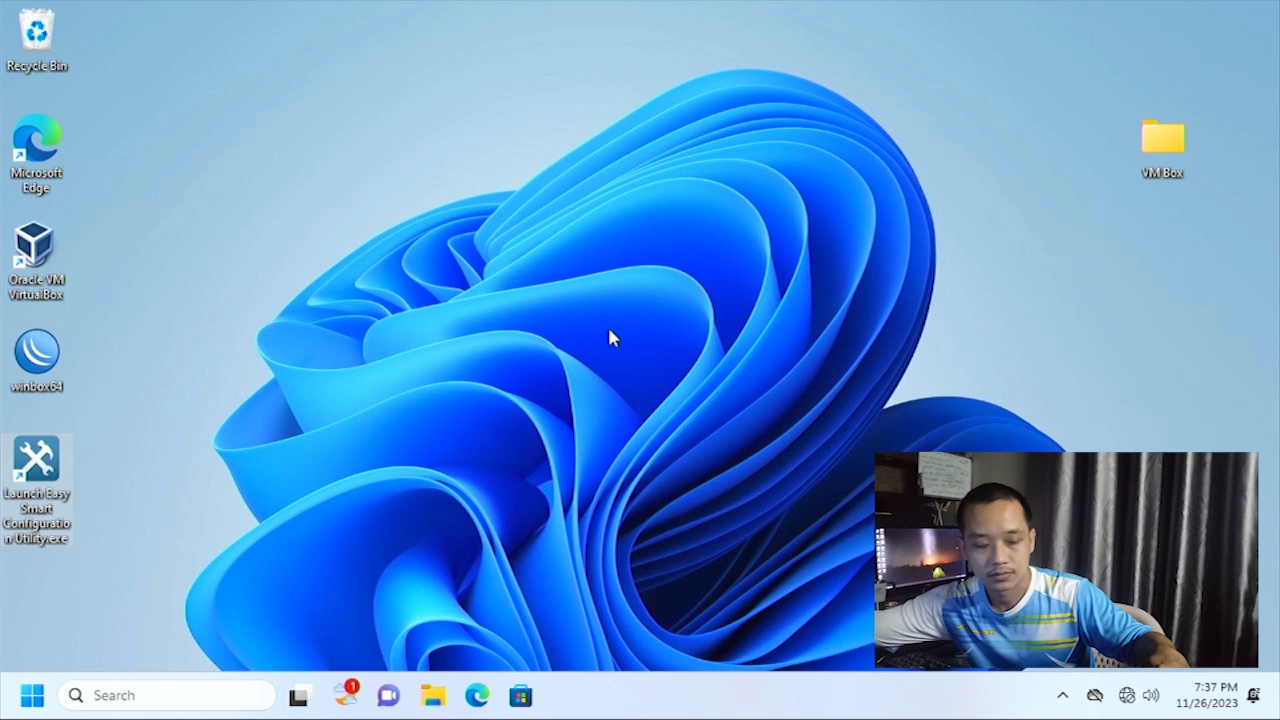 Recycle Bin
Microsoft
Edge
Oracle VM
VirtualBox
winbox64
Launch Easy
Smart
Configuratio
n Utility.exe
VM Box
Search
1
7:37 PM
11/26/2023